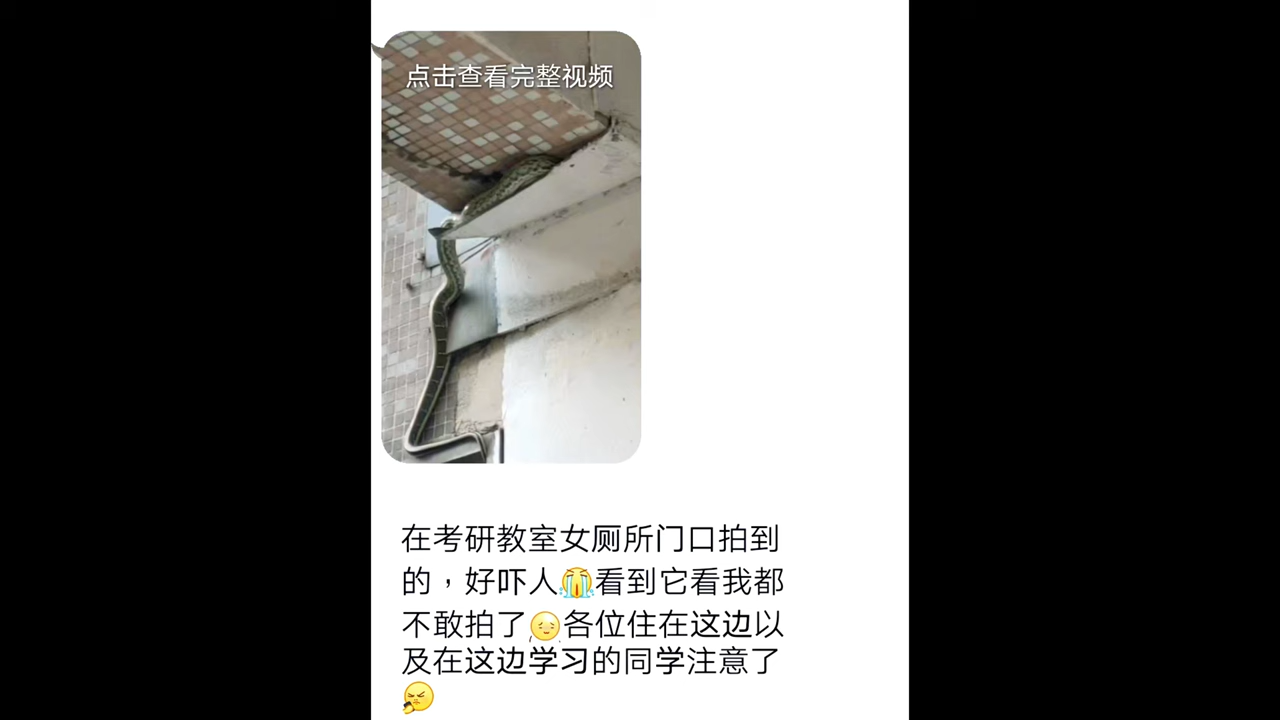 点击查看完整视频
在考研教室女厕所门口拍到
的，好吓人😭看到它看我都
不敢拍了😔各位住在这边以
及在这边学习的同学注意了